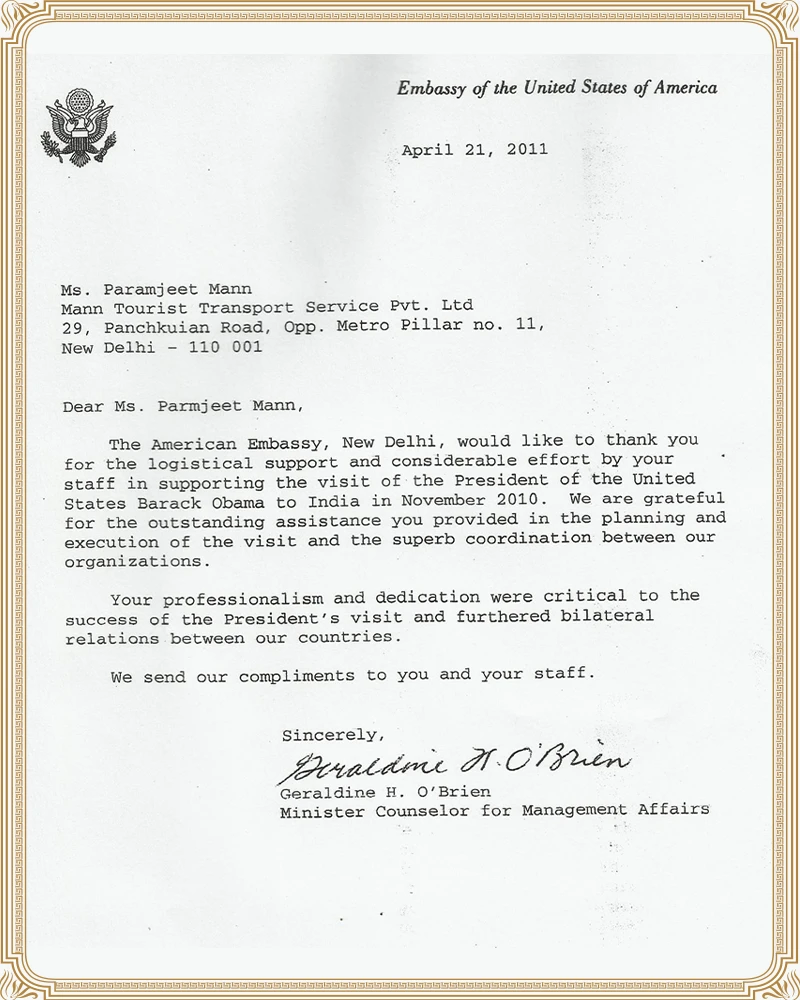 Embassy of the United States of America
April 21, 2011
Ms. Paramjeet Mann
Mann Tourist Transport Service Pvt. Ltd
29, Panchkuian Road, Opp. Metro Pillar no. 11,
New Delhi - 110 001
Dear Ms. Parmjeet Mann,
The American Embassy, New Delhi, would like to thank you
for the logistical support and considerable effort by your
staff in supporting the visit of the President of the United
States Barack Obama to India in November 2010. We are grateful
for the outstanding assistance you provided in the planning and
execution of the visit and the superb coordination between our
organizations.
Your professionalism and dedication were critical to the
success of the President's visit and furthered bilateral
relations between our countries.
We send our compliments to you and your staff.
Sincerely,
Geraldine H. O'Brien
Geraldine H. O'Brien
Minister Counselor for Management Affairs